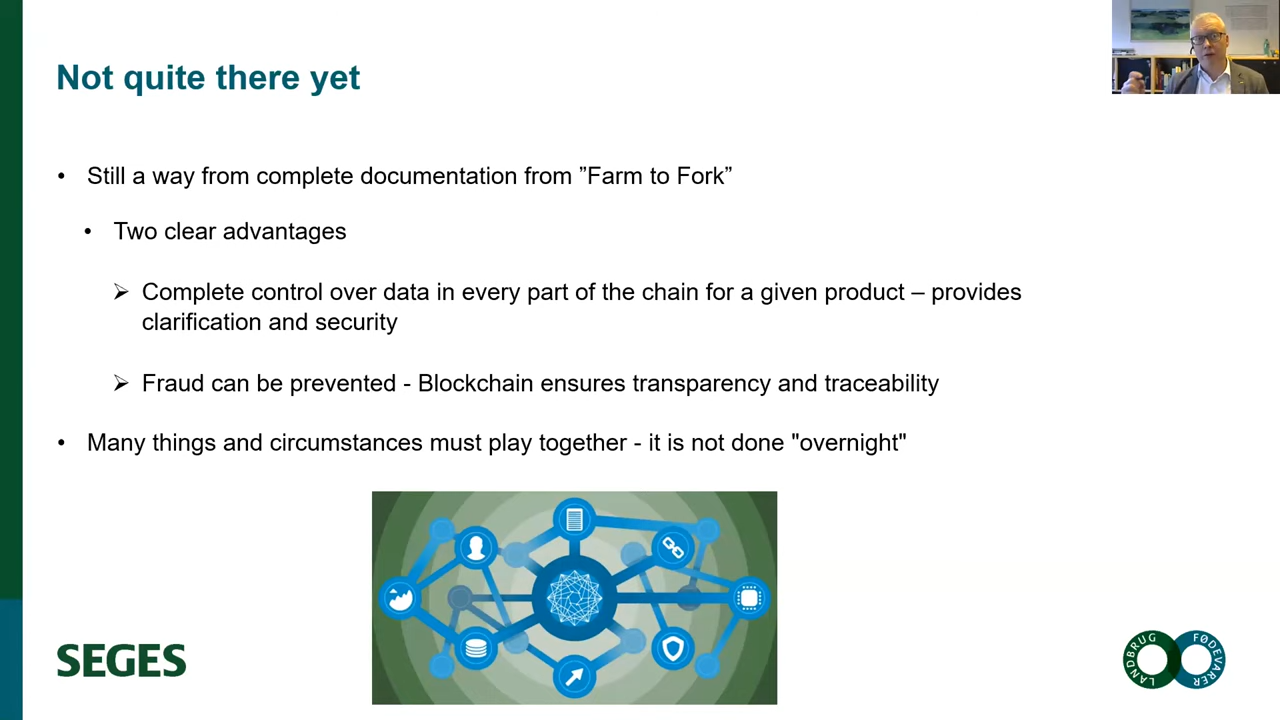 Not quite there yet
• Still a way from complete documentation from ”Farm to Fork”
• Two clear advantages
➢ Complete control over data in every part of the chain for a given product – provides
clarification and security
➢ Fraud can be prevented - Blockchain ensures transparency and traceability
• Many things and circumstances must play together - it is not done "overnight"
SEGES
LANDBRUG FØDEVARER